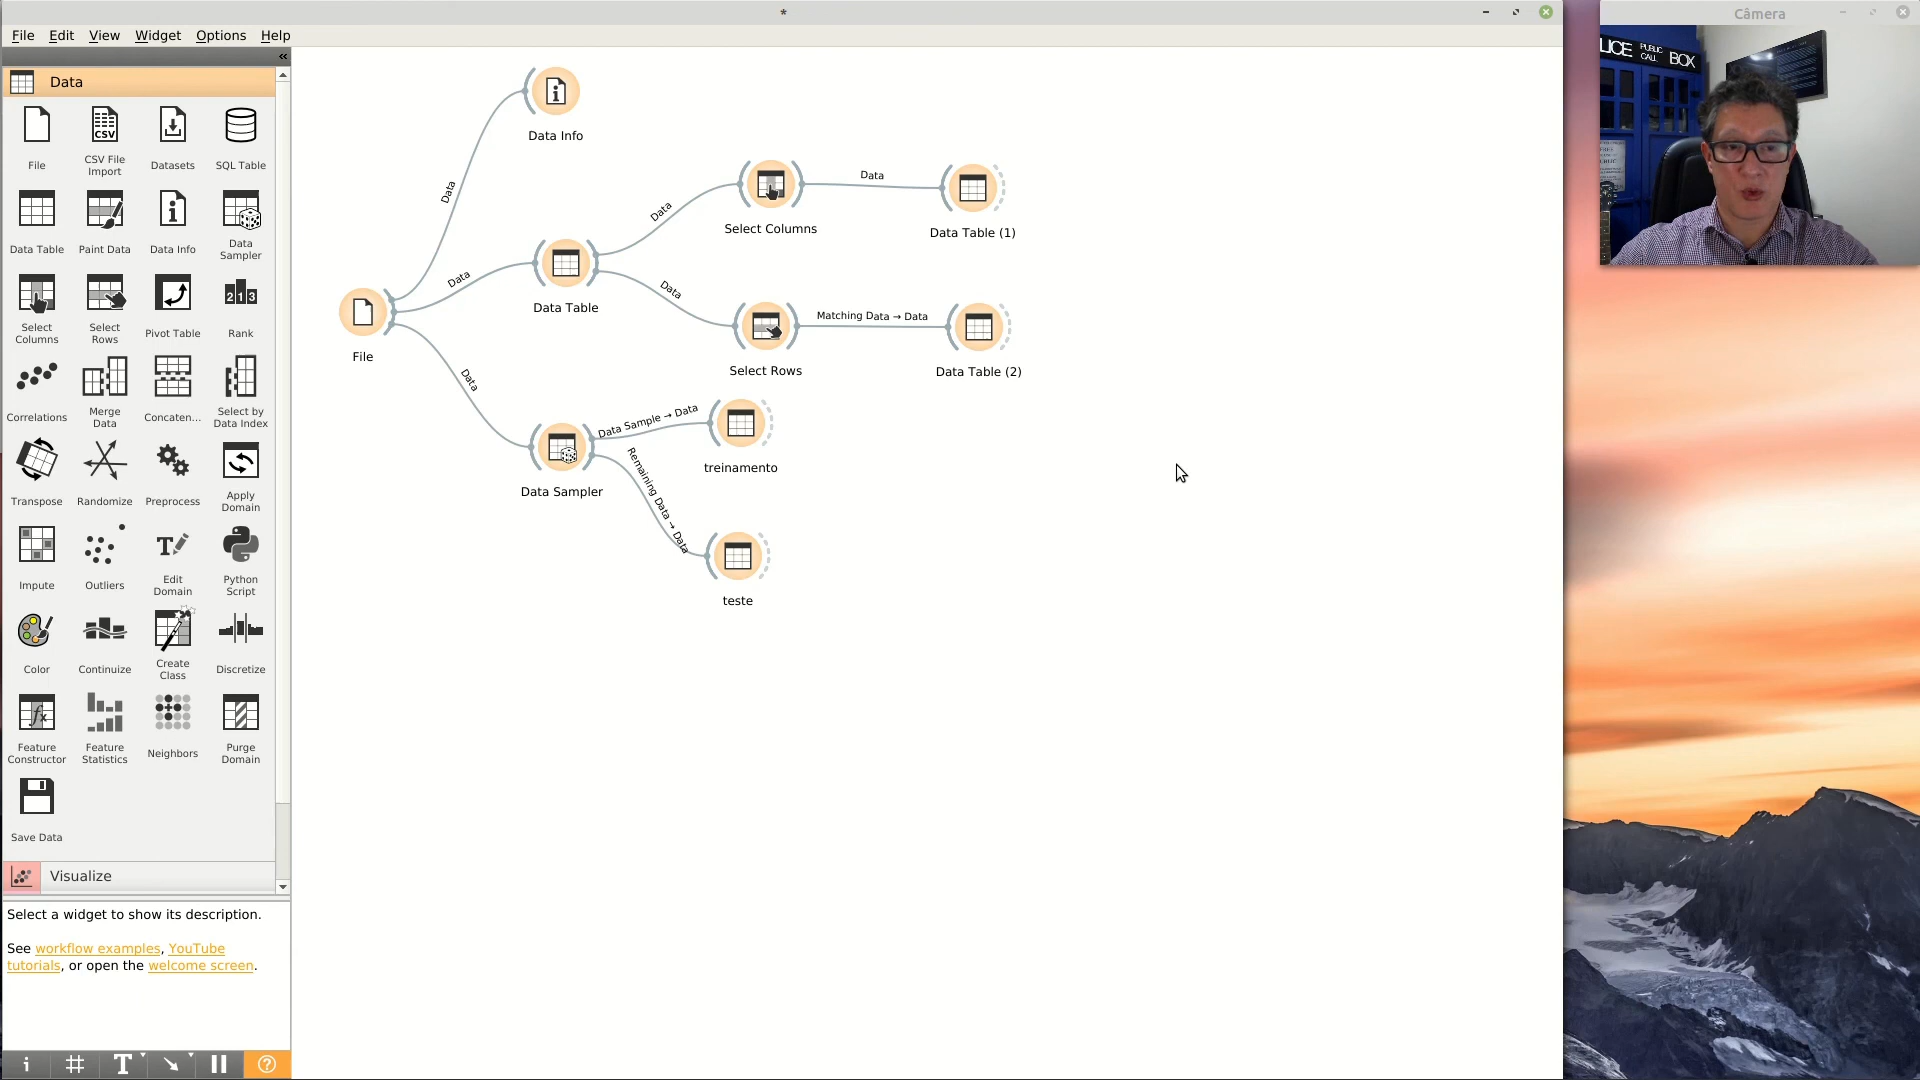 *
Câmera
File Edit View Widget Options Help
«
Data
File
CSV File
Import
Datasets
SQL Table
Data Table
Paint Data
Data Info
Data
Sampler
Select
Columns
Select
Rows
Pivot Table
Rank
Correlations
Merge
Data
Concaten...
Select by
Data Index
Transpose
Randomize
Preprocess
Apply
Domain
Impute
Outliers
Edit
Domain
Python
Script
Color
Continuize
Create
Class
Discretize
Feature
Constructor
Feature
Statistics
Neighbors
Purge
Domain
Save Data
Visualize
Select a widget to show its description.
See workflow examples, YouTube
tutorials, or open the welcome screen.
Data Info
Data
Select Columns
Data
Data Table (1)
Data
Data
Data Table
Data
Select Rows
Matching Data → Data
Data Table (2)
File
Data
Data Sampler
Data Sample → Data
treinamento
Remaining Data → Data
teste
LICE PUBLIC CALL BOX